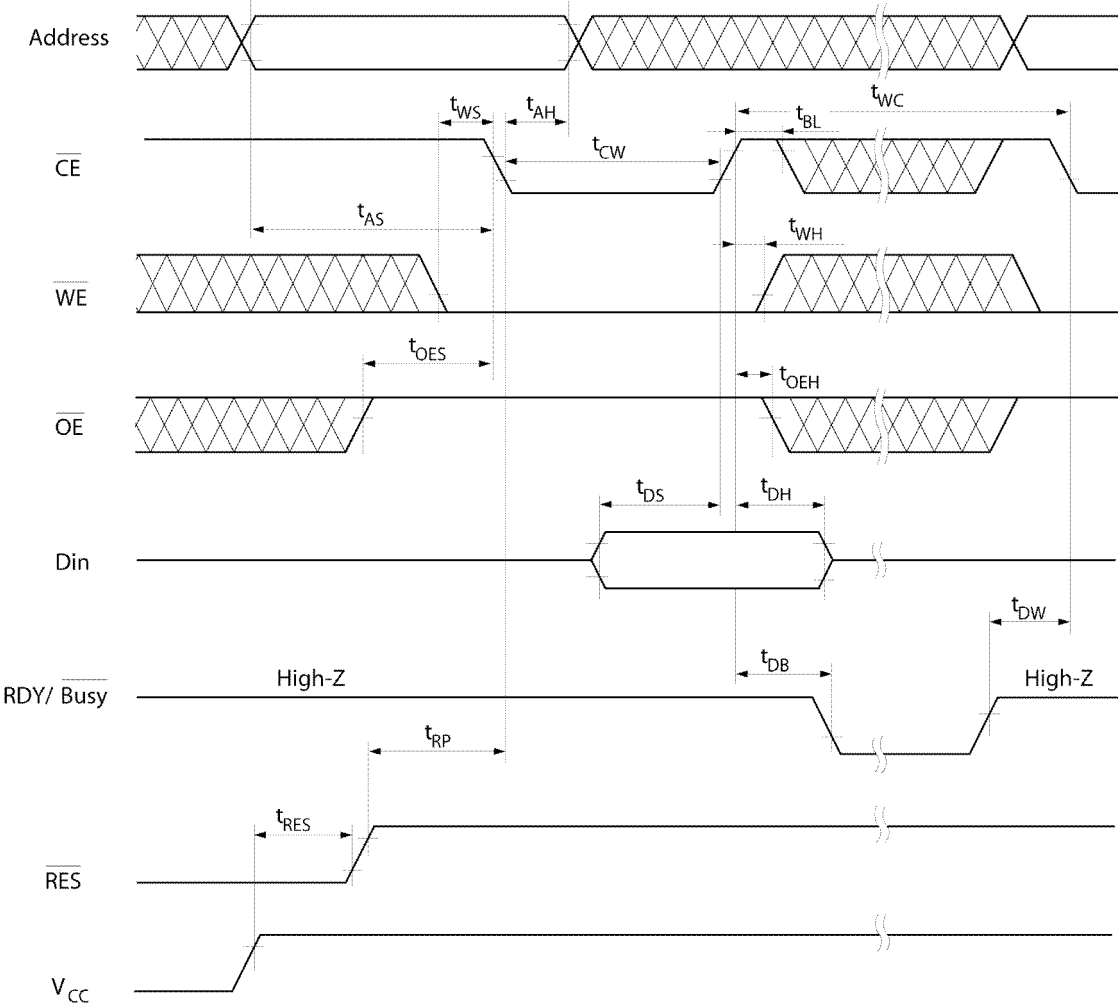 Address
tWS
tAH
tWC
tBL
CE
tCW
tAS
tWH
WE
tOES
tOEH
OE
tDS
tDH
Din
tDW
tDB
RDY/ Busy
High-Z
High-Z
tRP
tRES
RES
VCC